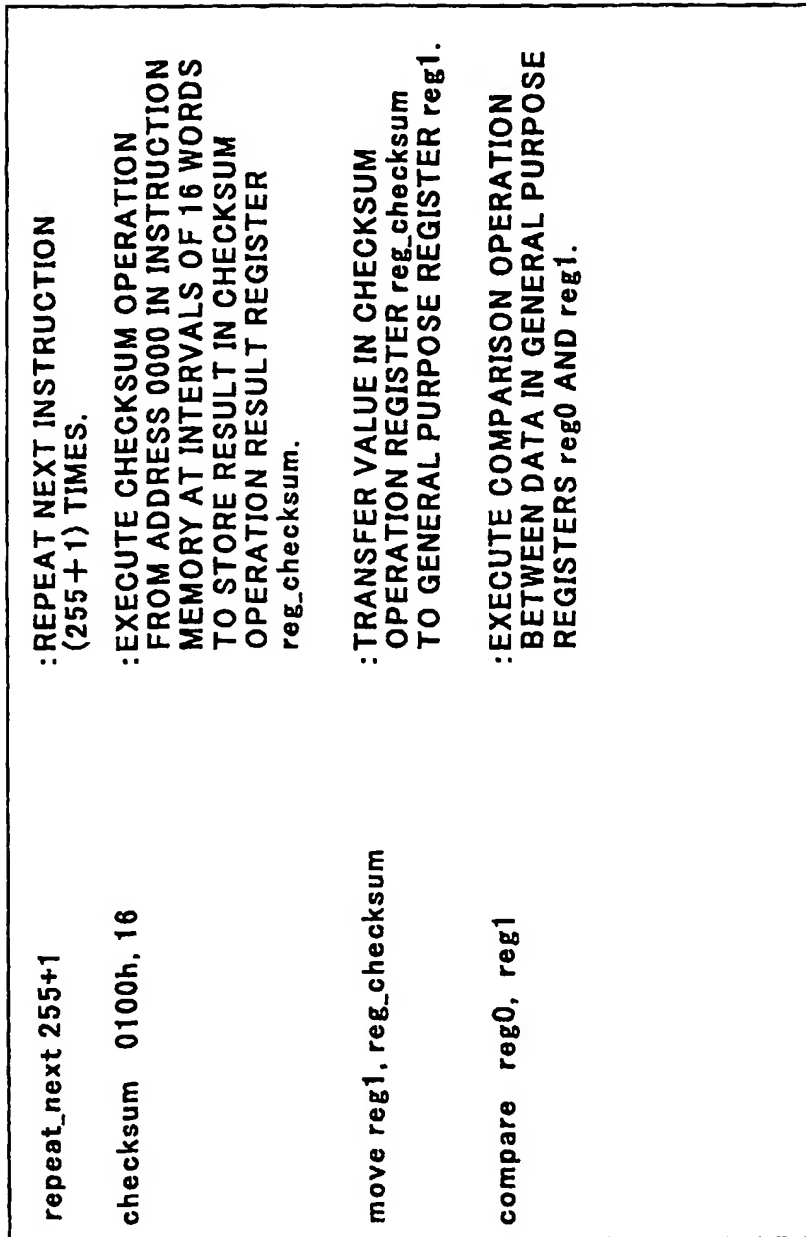 repeat_next 255+1
:REPEAT NEXT INSTRUCTION
(255+1) TIMES.
checksum 0100h, 16
:EXECUTE CHECKSUM OPERATION
FROM ADDRESS 0000 IN INSTRUCTION
MEMORY AT INTERVALS OF 16 WORDS
TO STORE RESULT IN CHECKSUM
OPERATION RESULT REGISTER
reg_checksum.
move reg1, reg_checksum
:TRANSFER VALUE IN CHECKSUM
OPERATION REGISTER reg_checksum
TO GENERAL PURPOSE REGISTER reg1.
compare reg0, reg1
:EXECUTE COMPARISON OPERATION
BETWEEN DATA IN GENERAL PURPOSE
REGISTERS reg0 AND reg1.